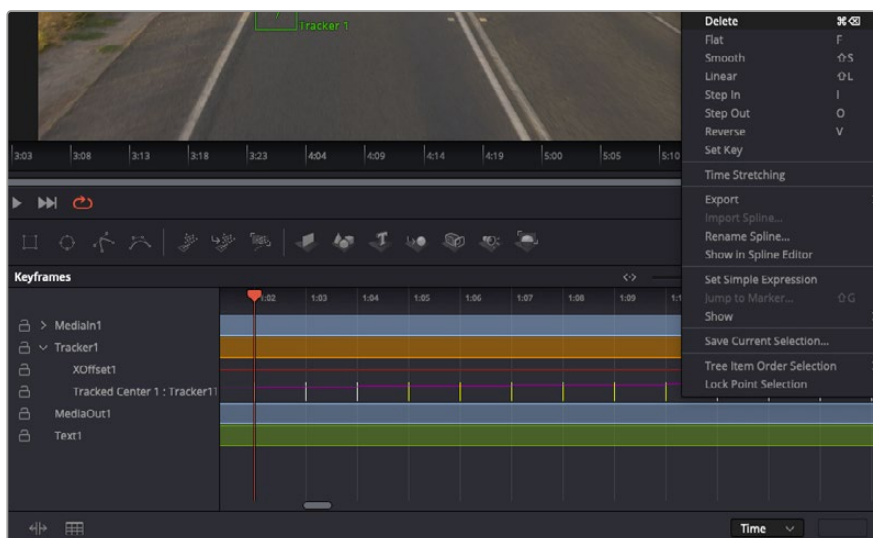 Tracker 1
Delete ⌘⌫
Flat F
Smooth ⇧S
Linear ⇧L
Step In I
Step Out O
Reverse V
Set Key
Time Stretching
Export
Import Spline...
Rename Spline...
Show in Spline Editor
Set Simple Expression
Jump to Marker... ⇧G
Show
Save Current Selection...
Tree Item Order Selection
Lock Point Selection
3:03 3:08 3:13 3:18 3:23 4:04 4:09 4:14 4:19 5:00 5:05 5:10
Keyframes
1:02 1:03 1:04 1:05 1:06 1:07 1:08 1:09
MediaIn1
Tracker1
XOffset1
Tracked Center 1 : Tracker1
MediaOut1
Text1
Time